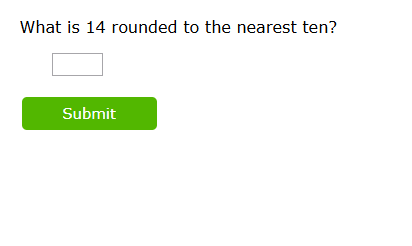 What is 14 rounded to the nearest ten?
Submit